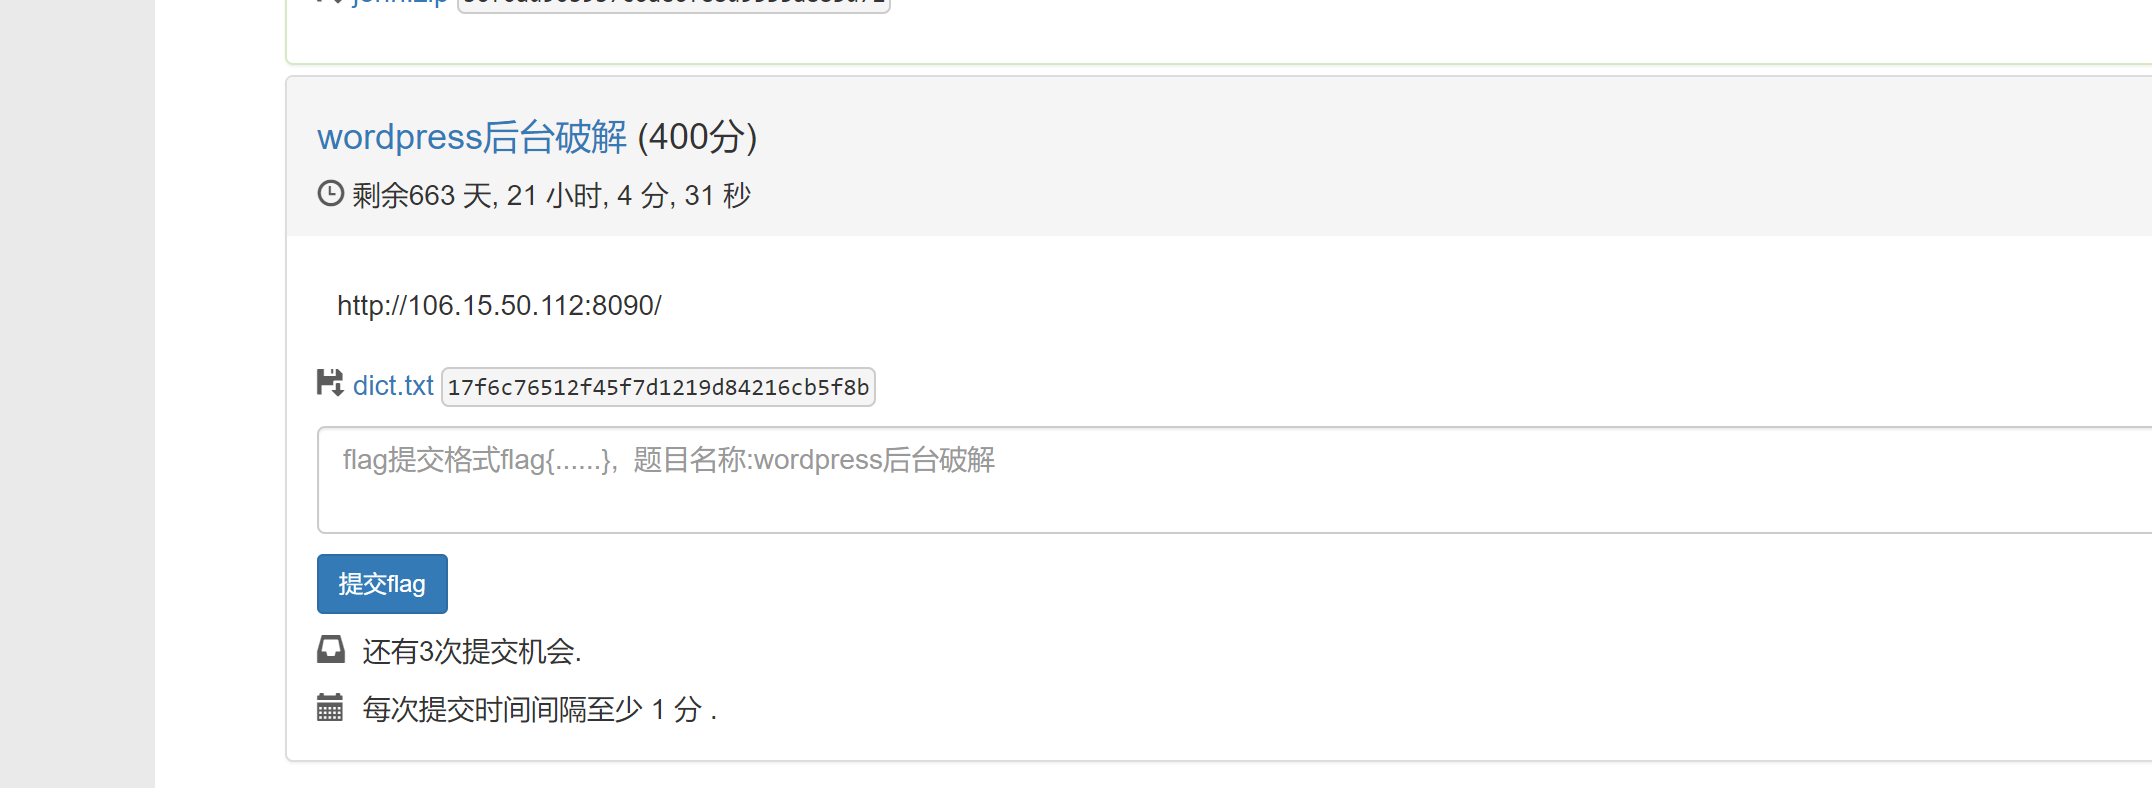 wordpress后台破解 (400分)
剩余663 天, 21 小时, 4 分, 31 秒
http://106.15.50.112:8090/
dict.txt 17f6c76512f45f7d1219d84216cb5f8b
flag提交格式flag{......}, 题目名称:wordpress后台破解
提交flag
还有3次提交机会.
每次提交时间间隔至少 1 分 .